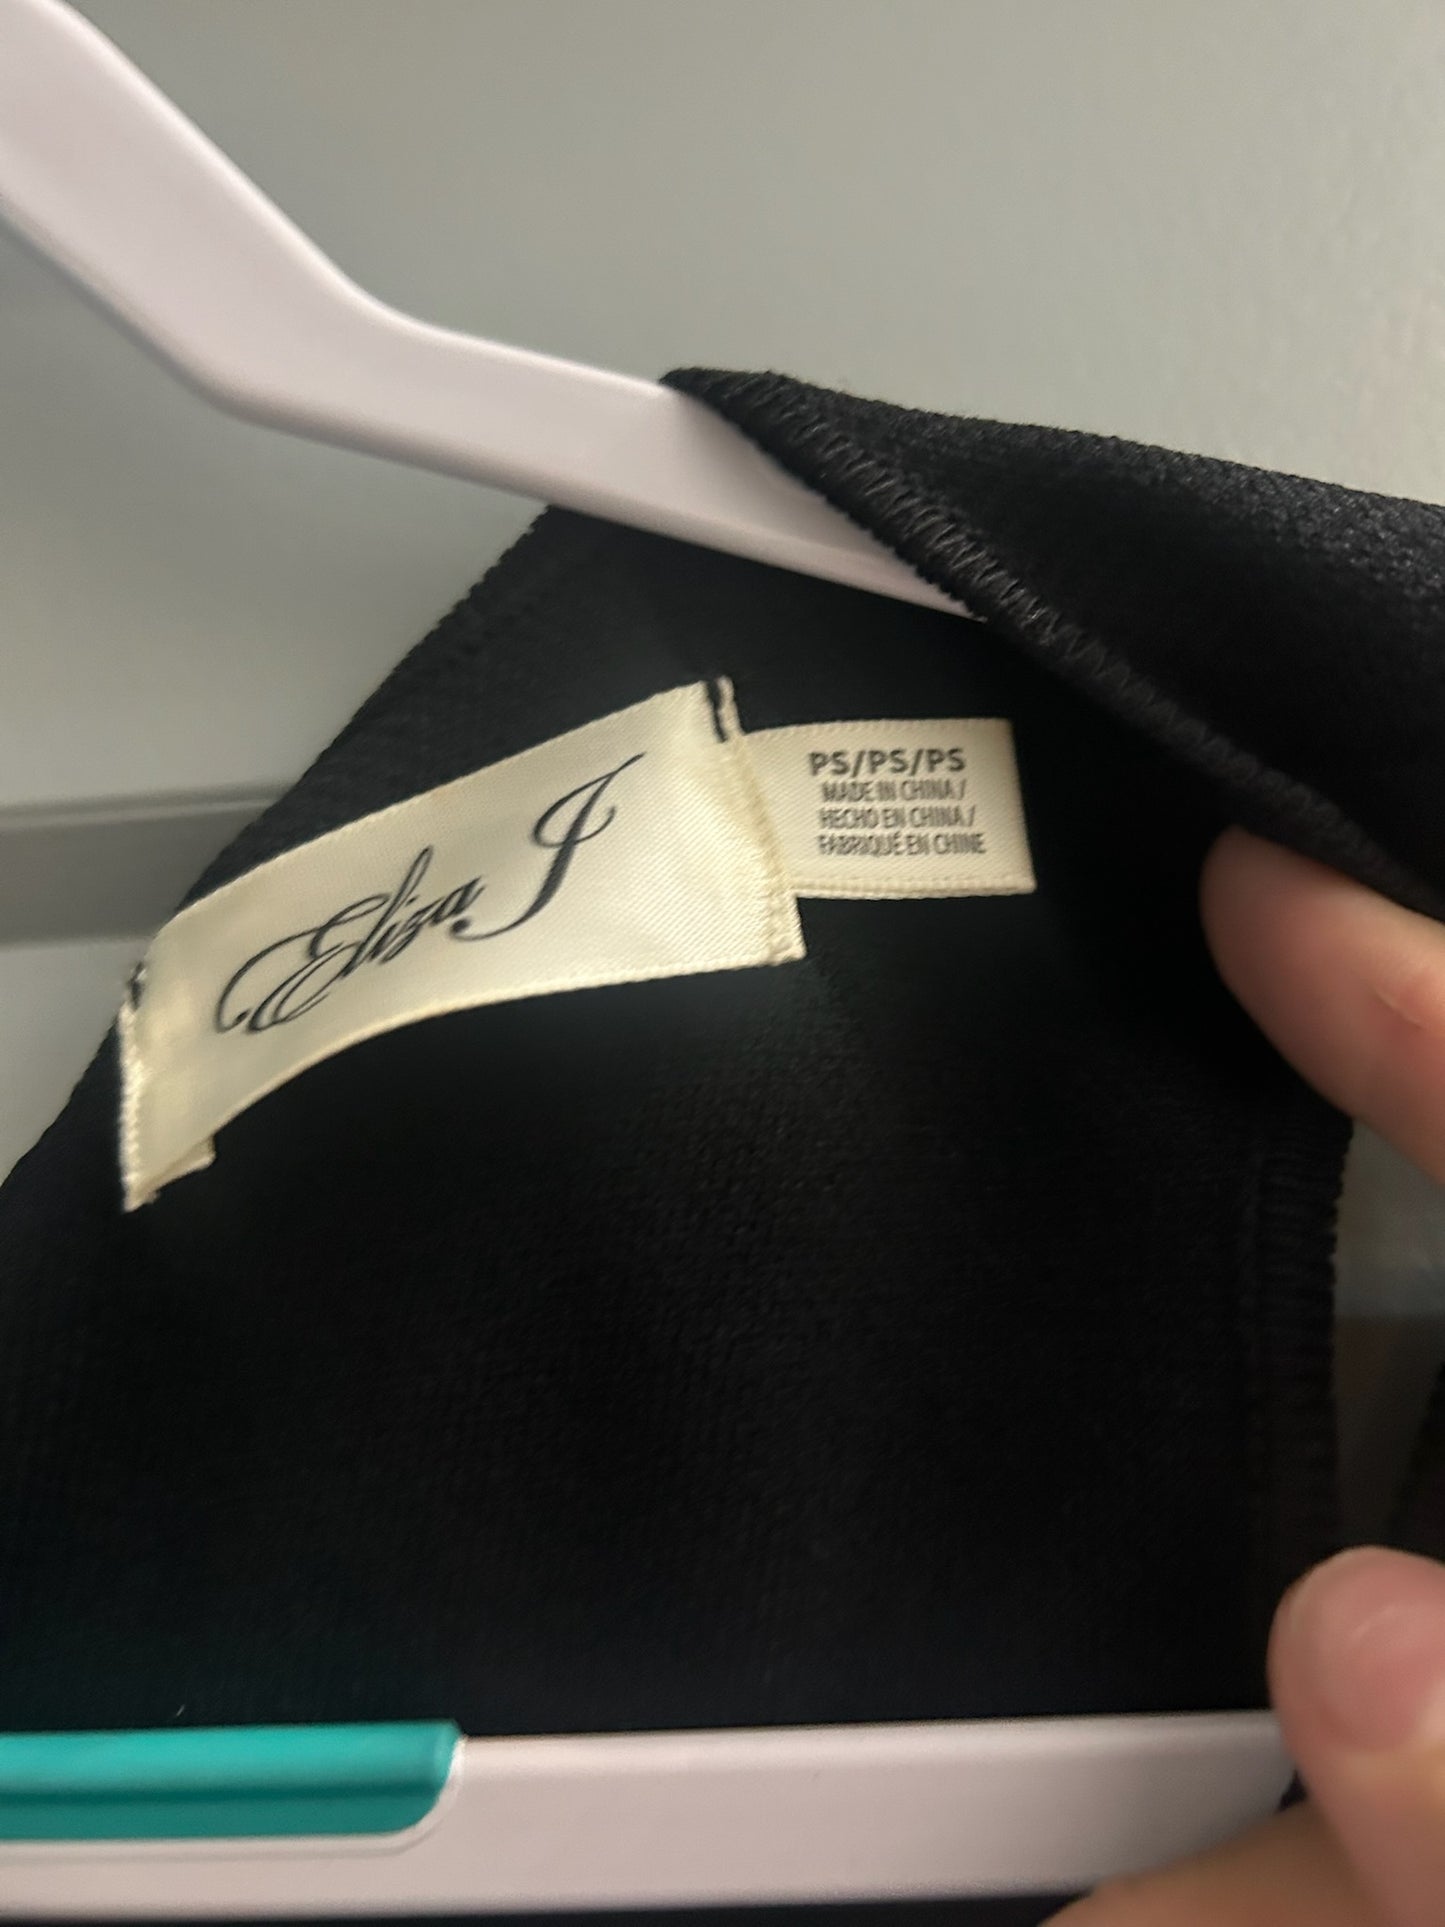 Eliza J
PS/PS/PS
MADE IN CHINA/
HECHO EN CHINA/
FABRIQUÉ EN CHINE